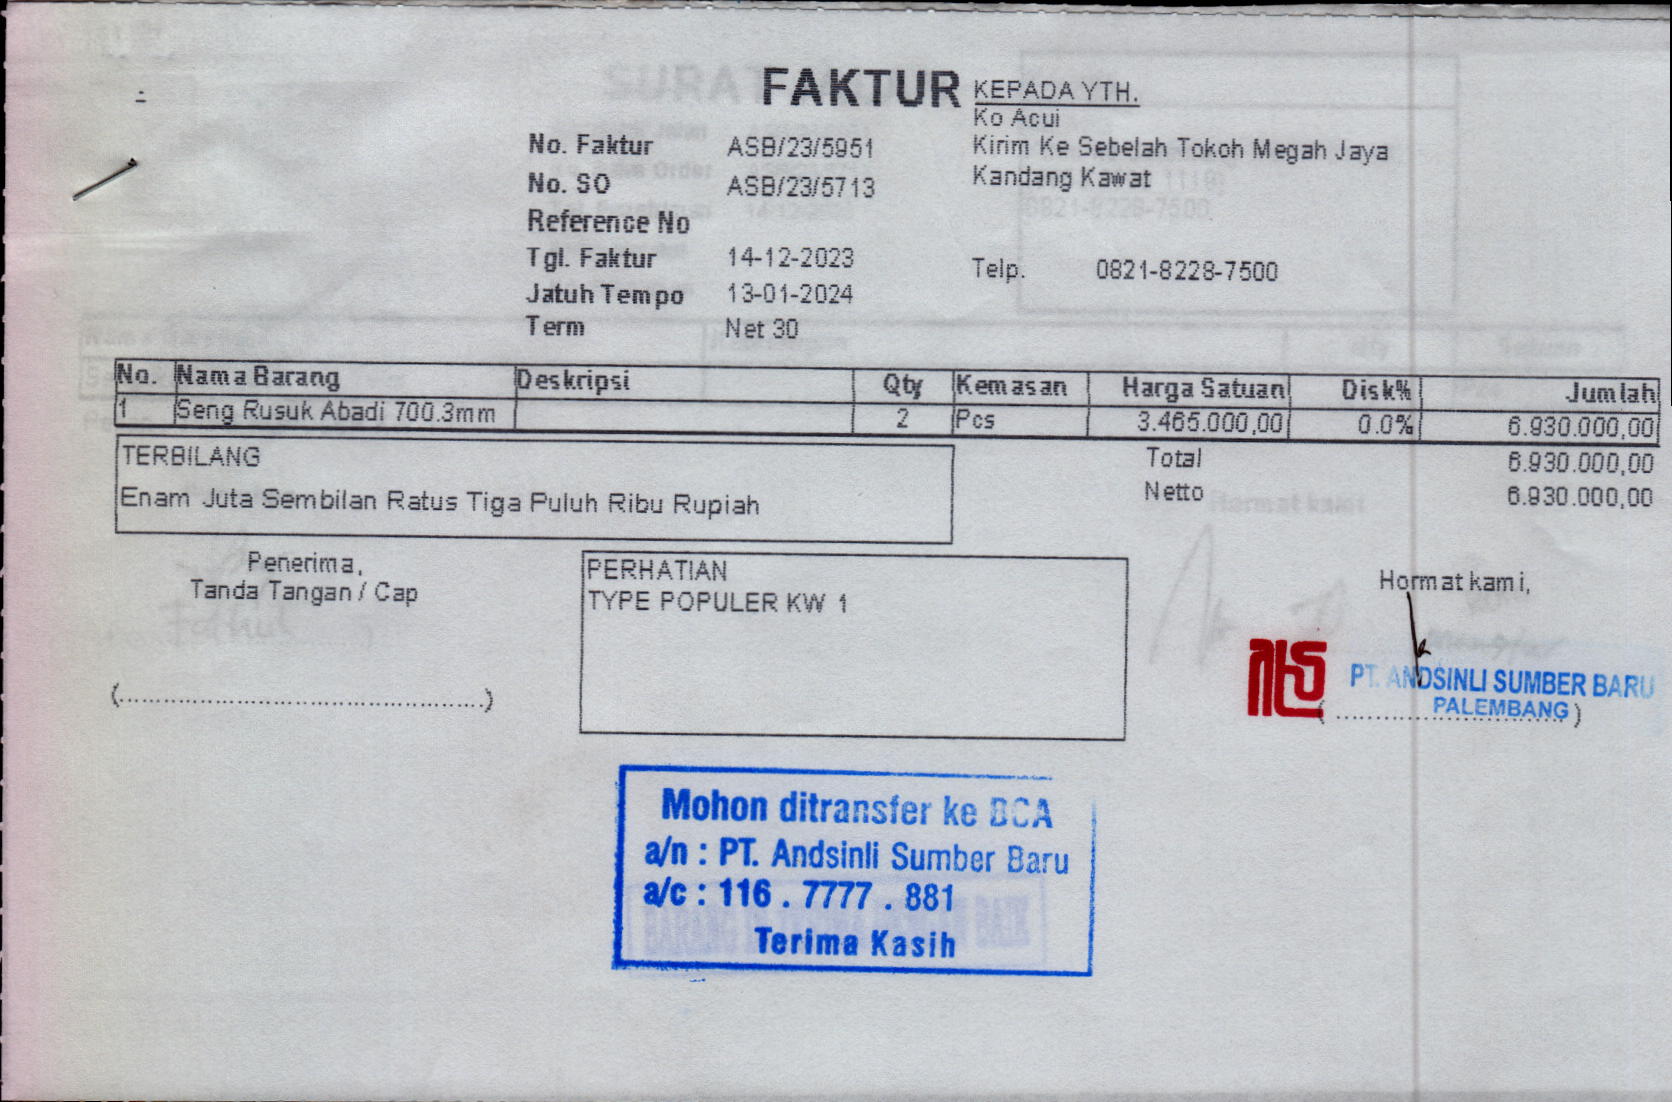 FAKTUR
KEPADA YTH.
Ko Acui
Kirim Ke Sebelah Tokoh Megah Jaya
Kandang Kawat
Telp. 0821-8228-7500
No. Faktur ASB/23/5951
No. SO ASB/23/5713
Reference No
Tgl. Faktur 14-12-2023
Jatuh Tempo 13-01-2024
Term Net 30
No. Nama Barang Deskripsi Qty Kemasan Harga Satuan Disk% Jumlah
1 Seng Rusuk Abadi 700.3mm 2 Pcs 3.465.000,00 0.0% 6.930.000,00
TERBILANG
Enam Juta Sembilan Ratus Tiga Puluh Ribu Rupiah
Total 6.930.000,00
Netto 6.930.000,00
Penerima,
Tanda Tangan / Cap
(................................................)
PERHATIAN
TYPE POPULER KW 1
Hormat kami,
PT. ANDSINLI SUMBER BARU
PALEMBANG
(..............................)
Mohon ditransfer ke BCA
a/n : PT. Andsinli Sumber Baru
a/c : 116 . 7777 . 881
Terima Kasih